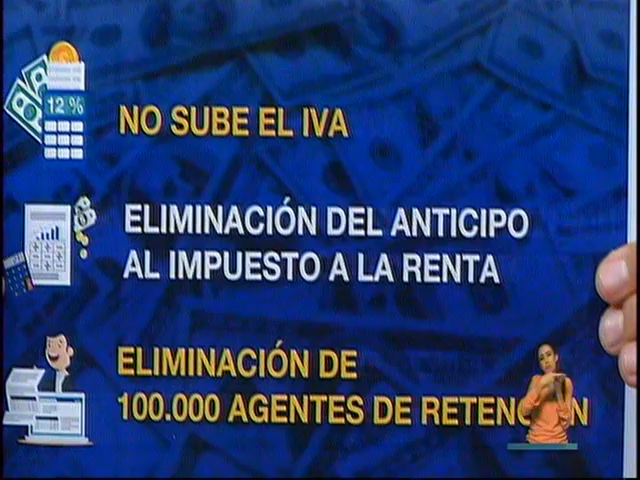 12 %
NO SUBE EL IVA
ELIMINACIÓN DEL ANTICIPO
AL IMPUESTO A LA RENTA
ELIMINACIÓN DE
100.000 AGENTES DE